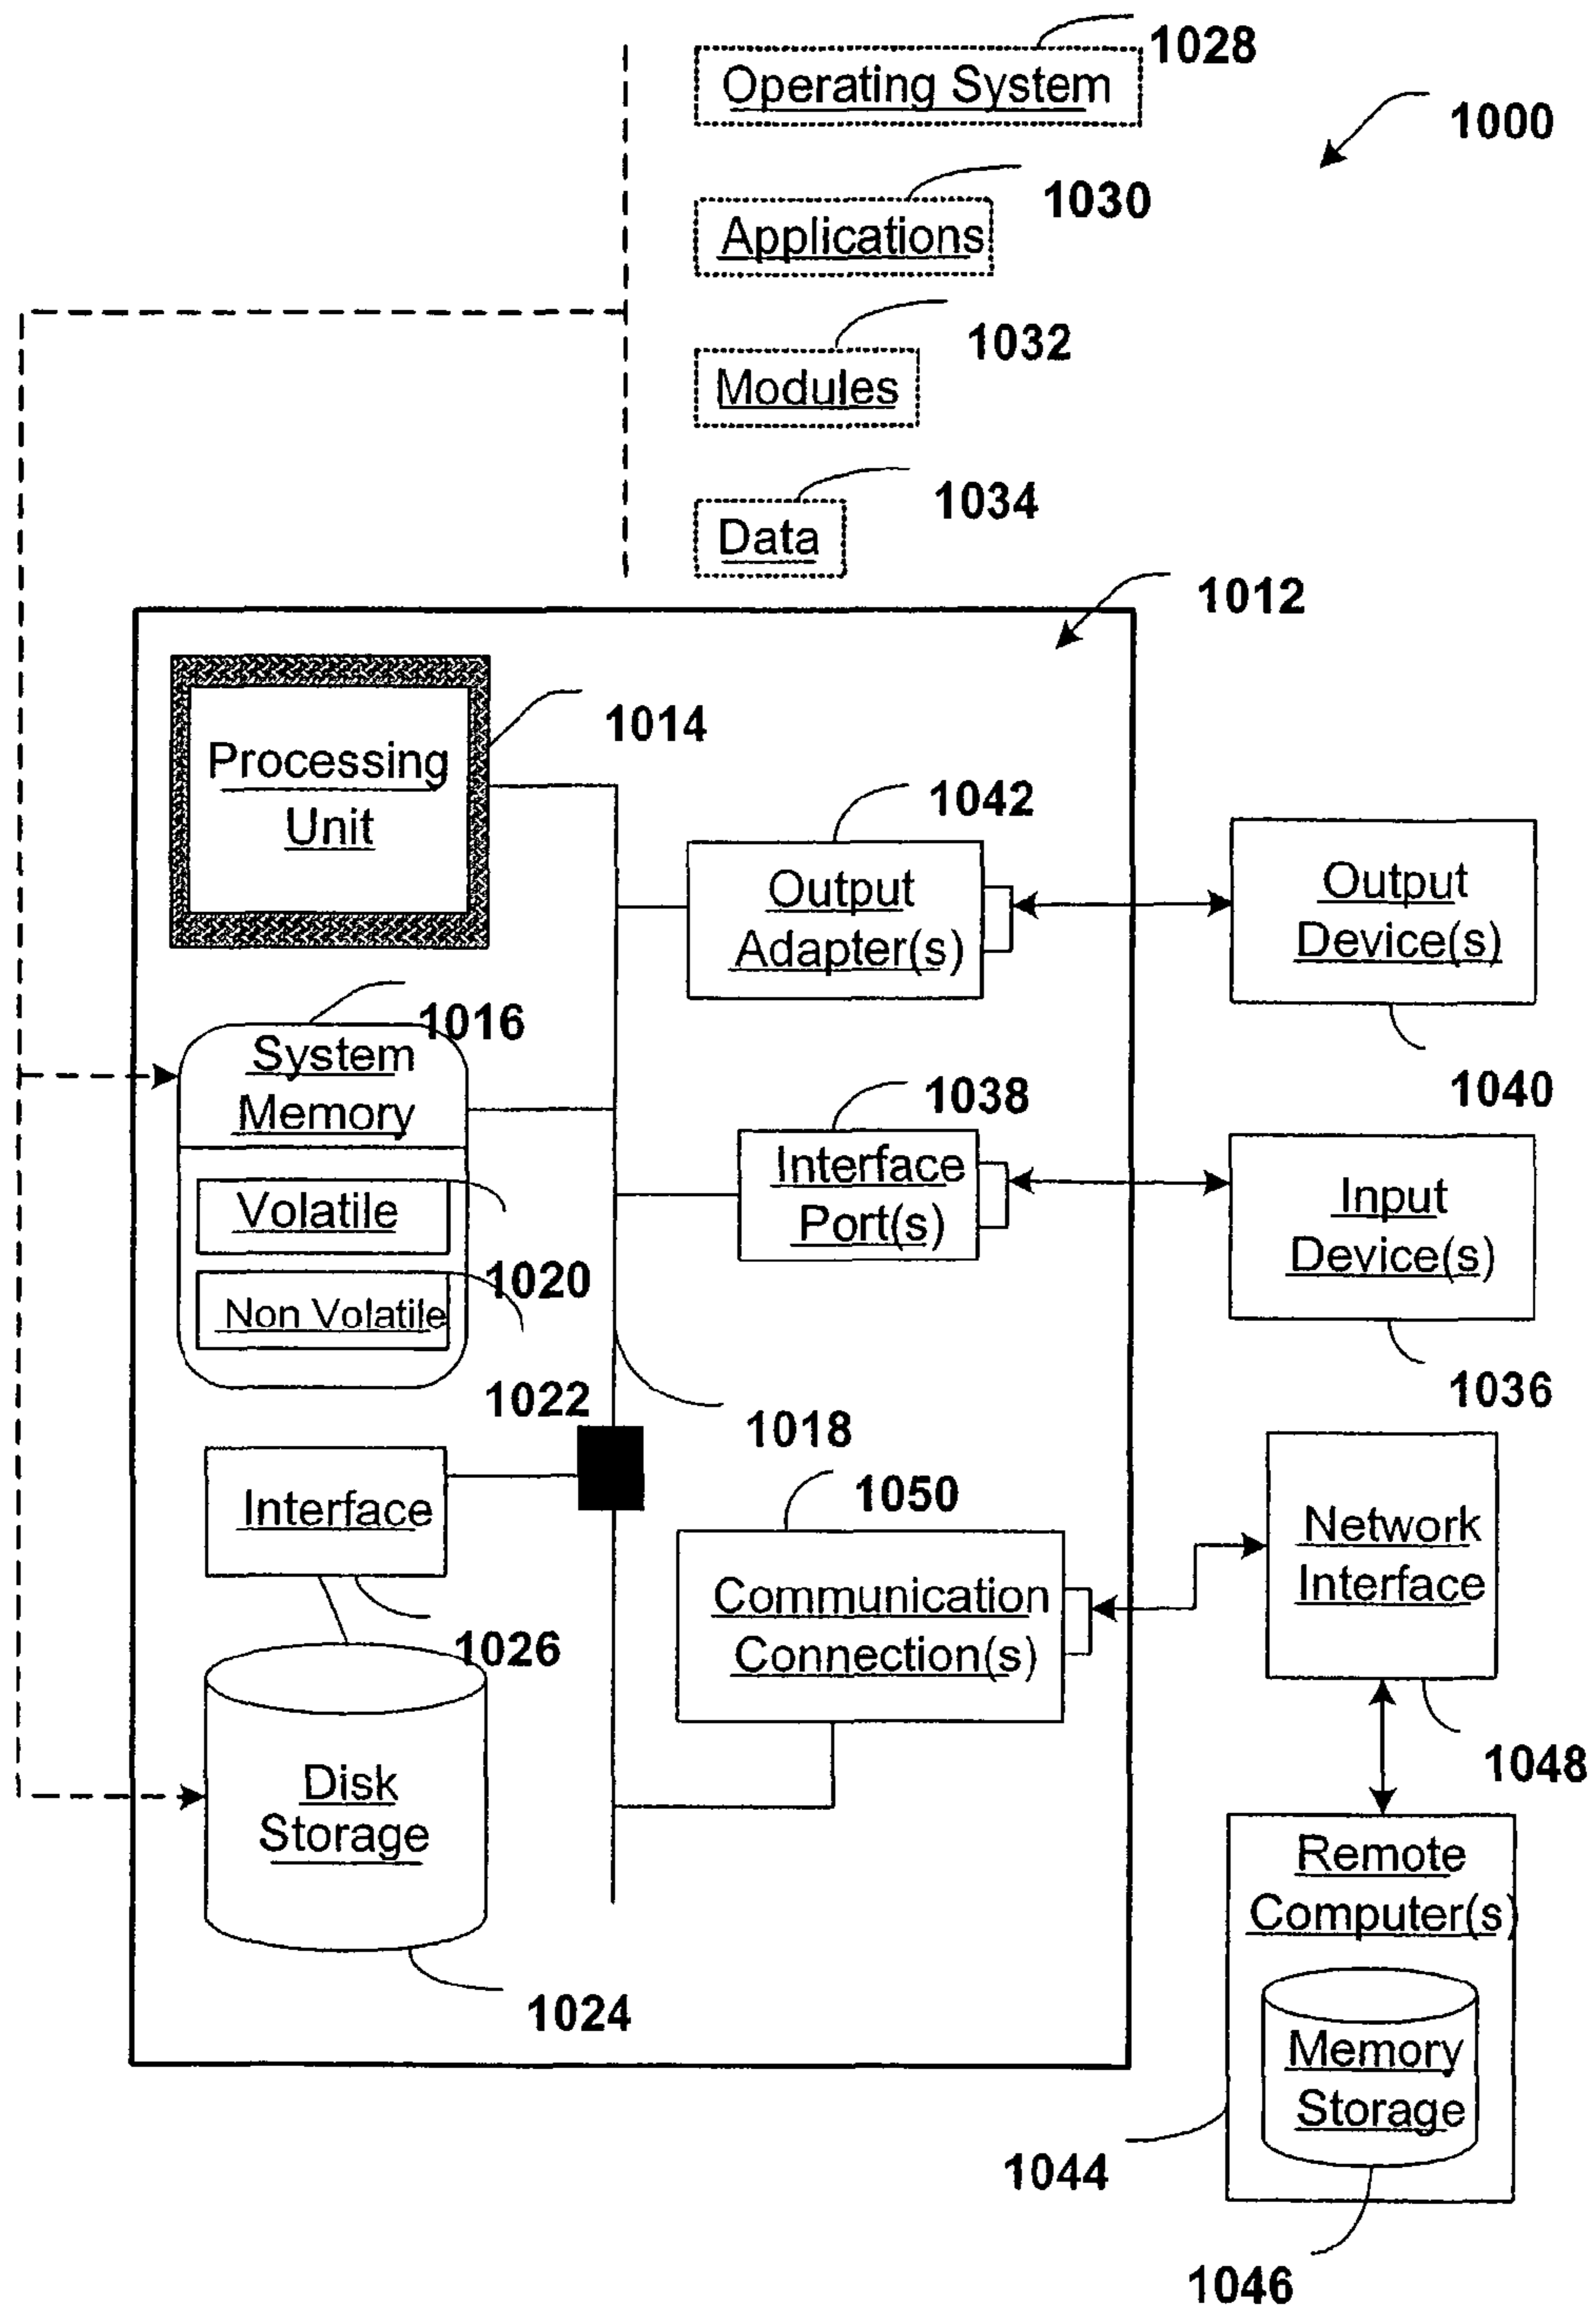 1028
Operating System
1000
1030
Applications
1032
Modules
1034
Data
1012
1014
Processing
Unit
1042
Output
Adapter(s)
Output
Device(s)
1040
1016
System
Memory
1038
Interface
Port(s)
Input
Device(s)
1036
Volatile
1020
Non Volatile
1022
1018
Interface
1026
1050
Communication
Connection(s)
Network
Interface
1048
Disk
Storage
1024
Remote
Computer(s)
Memory
Storage
1044
1046